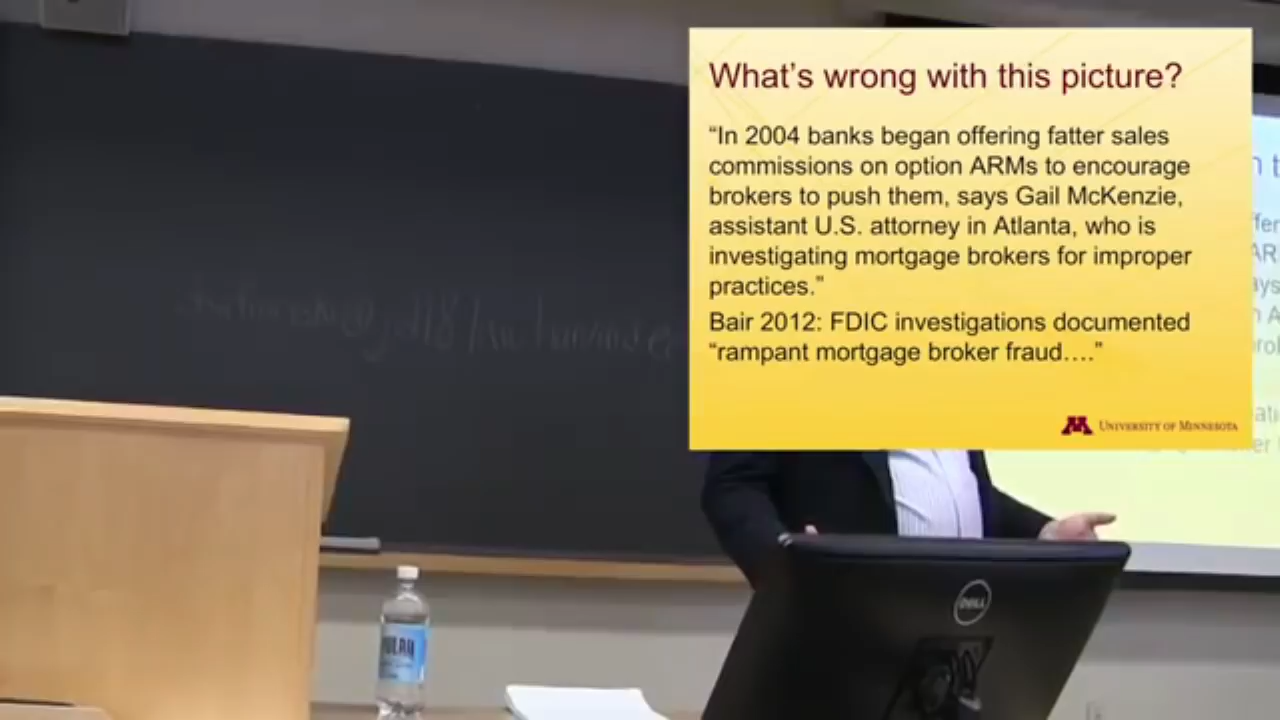 What's wrong with this picture?
“In 2004 banks began offering fatter sales
commissions on option ARMs to encourage
brokers to push them, says Gail McKenzie,
assistant U.S. attorney in Atlanta, who is
investigating mortgage brokers for improper
practices.”
Bair 2012: FDIC investigations documented
“rampant mortgage broker fraud….”
UNIVERSITY OF MINNESOTA
DELL